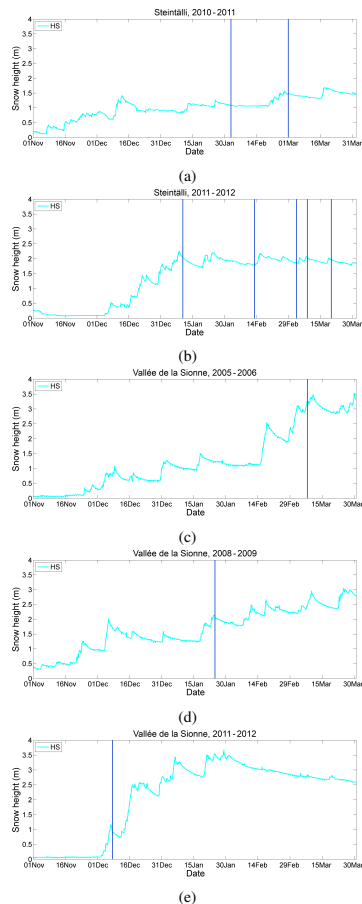 Steintälli, 2010-2011
HS
Snow height (m)
4
3.5
3
2.5
2
1.5
1
0.5
0
01Nov 16Nov 01Dec 16Dec 31Dec 15Jan 30Jan 14Feb 01Mar 16Mar 31Mar
Date
(a)
Steintälli, 2011-2012
HS
Snow height (m)
4
3.5
3
2.5
2
1.5
1
0.5
0
01Nov 16Nov 01Dec 16Dec 31Dec 15Jan 30Jan 14Feb 29Feb 15Mar 30Mar
Date
(b)
Vallée de la Sionne, 2005-2006
HS
Snow height (m)
4
3.5
3
2.5
2
1.5
1
0.5
0
01Nov 16Nov 01Dec 16Dec 31Dec 15Jan 30Jan 14Feb 29Feb 15Mar 30Mar
Date
(c)
Vallée de la Sionne, 2008-2009
HS
Snow height (m)
4
3.5
3
2.5
2
1.5
1
0.5
0
01Nov 16Nov 01Dec 16Dec 31Dec 15Jan 30Jan 14Feb 29Feb 15Mar 30Mar
Date
(d)
Vallée de la Sionne, 2011-2012
HS
Snow height (m)
4
3.5
3
2.5
2
1.5
1
0.5
0
01Nov 16Nov 01Dec 16Dec 31Dec 15Jan 30Jan 14Feb 29Feb 15Mar 30Mar
Date
(e)